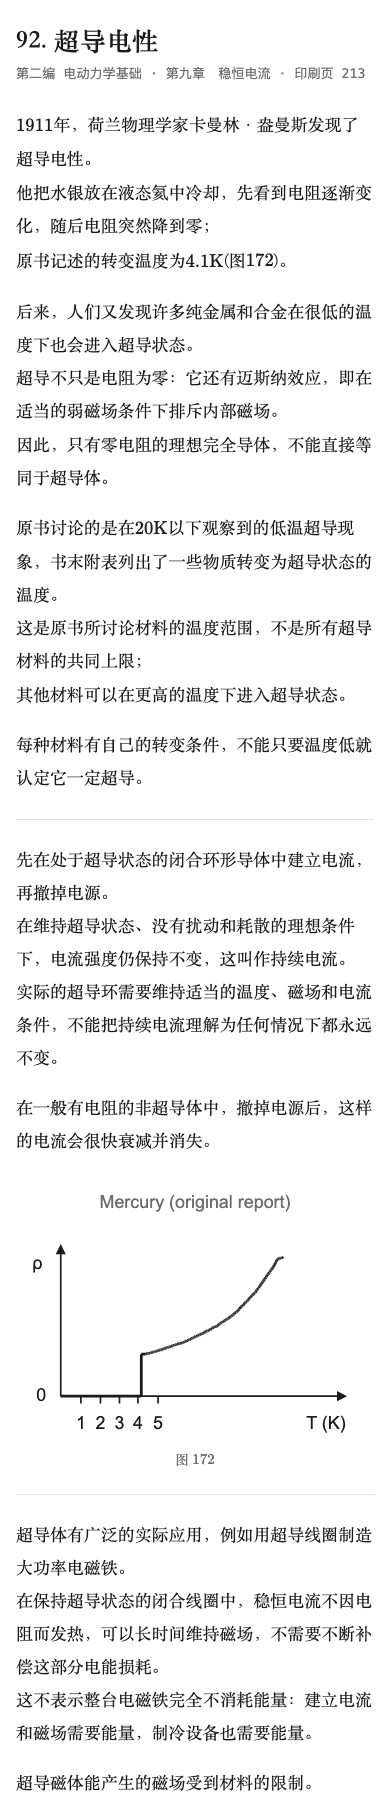 92. 超导电性
第二编 电动力学基础 · 第九章 稳恒电流 · 印刷页 213
1911年，荷兰物理学家卡曼林·盎曼斯发现了
超导电性。
他把水银放在液态氦中冷却，先看到电阻逐渐变
化，随后电阻突然降到零；
原书记述的转变温度为4.1K(图172)。
后来，人们又发现许多纯金属和合金在很低的温
度下也会进入超导状态。
超导不只是电阻为零：它还有迈斯纳效应，即在
适当的弱磁场条件下排斥内部磁场。
因此，只有零电阻的理想完全导体，不能直接等
同于超导体。
原书讨论的是在20K以下观察到的低温超导现
象，书末附表列出了一些物质转变为超导状态的
温度。
这是原书所讨论材料的温度范围，不是所有超导
材料的共同上限；
其他材料可以在更高的温度下进入超导状态。
每种材料有自己的转变条件，不能只要温度低就
认定它一定超导。
先在处于超导状态的闭合环形导体中建立电流，
再撤掉电源。
在维持超导状态、没有扰动和耗散的理想条件
下，电流强度仍保持不变，这叫作持续电流。
实际的超导环需要维持适当的温度、磁场和电流
条件，不能把持续电流理解为任何情况下都永远
不变。
在一般有电阻的非超导体中，撤掉电源后，这样
的电流会很快衰减并消失。
Mercury (original report)
ρ
0
1 2 3 4 5 T (K)
图 172
超导体有广泛的实际应用，例如用超导线圈制造
大功率电磁铁。
在保持超导状态的闭合线圈中，稳恒电流不因电
阻而发热，可以长时间维持磁场，不需要不断补
偿这部分电能损耗。
这不表示整台电磁铁完全不消耗能量：建立电流
和磁场需要能量，制冷设备也需要能量。
超导磁体能产生的磁场受到材料的限制。